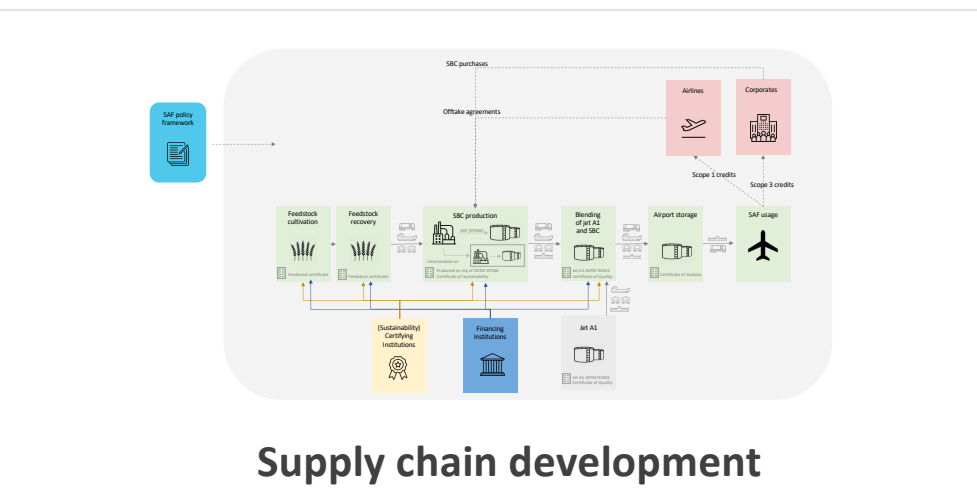 SBC purchases
Airlines
Corporates
SAF policy
framework
Offtake agreements
Scope 1 credits
Scope 3 credits
Feedstock
cultivation
Feedstock
recovery
SBC production
Blending
of jet A1
and SBC
Airport storage
SAF usage
Intermediate oil
Feedstock certificate
Feedstock certificate
Produced to any of ASTM D7566
Certificate of Sustainability
Jet A1 ASTM D1655
Certificate of Quality
Certificate of Analysis
(Sustainability)
Certifying
Institutions
Financing
Institutions
Jet A1
Jet A1 ASTM D1655
Certificate of Quality
Supply chain development